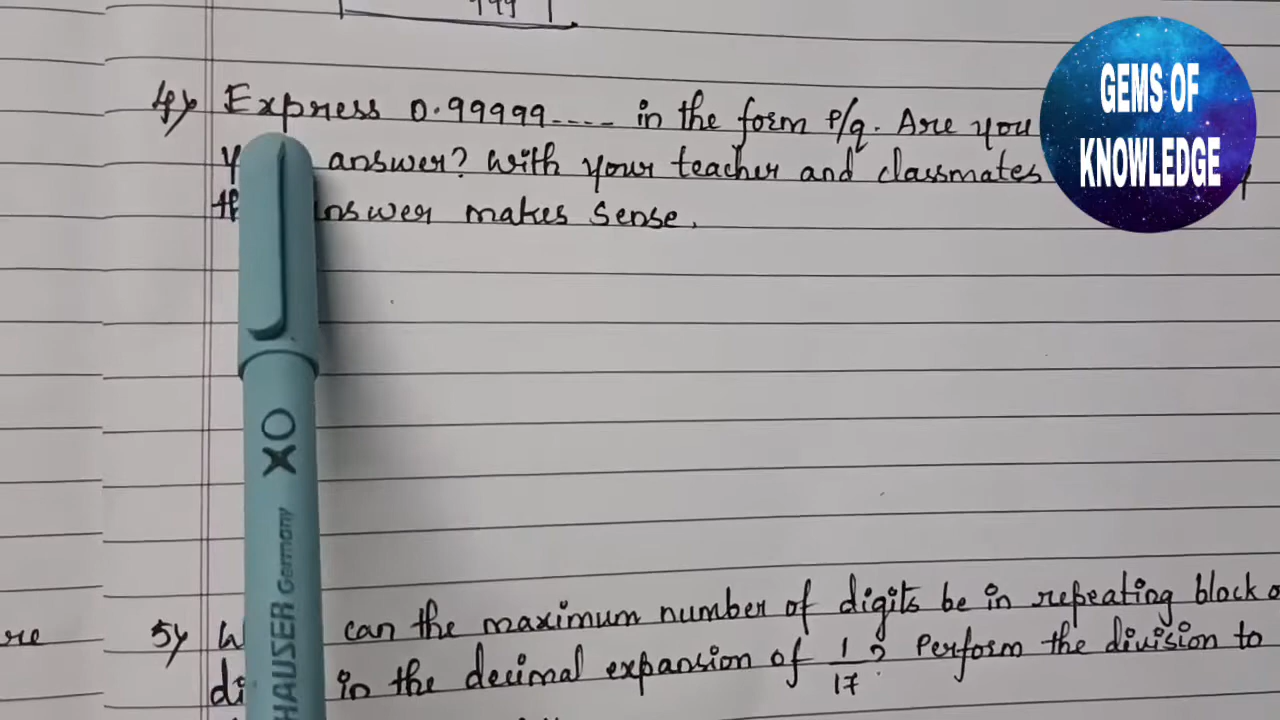 999
4) Express 0.99999.... in the form P/q. Are you
answer? With your teacher and classmates
answer makes sense.
GEMS OF
KNOWLEDGE
XO
HAUSER Germany
5) can the maximum number of digits be in repeating block o
in the decimal expansion of 1/17? Perform the division to